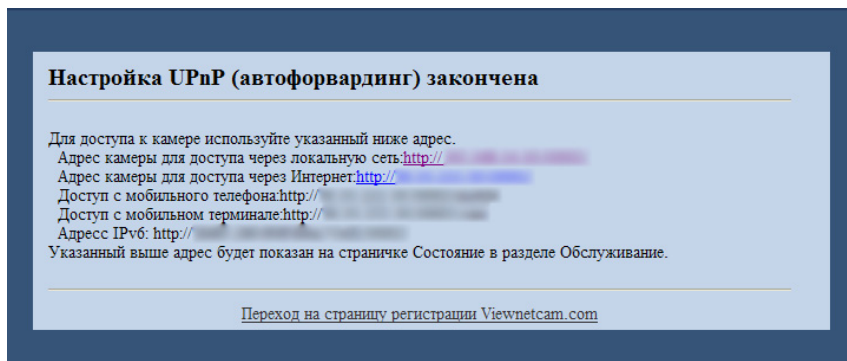 Настройка UPnP (автофорвардинг) закончена
Для доступа к камере используйте указанный ниже адрес.
Адрес камеры для доступа через локальную сеть:http://
Адрес камеры для доступа через Интернет:http://
Доступ с мобильного телефона:http://
Доступ с мобильном терминале:http://
Адресс IPv6: http://
Указанный выше адрес будет показан на страничке Состояние в разделе Обслуживание.
Переход на страницу регистрации Viewnetcam.com